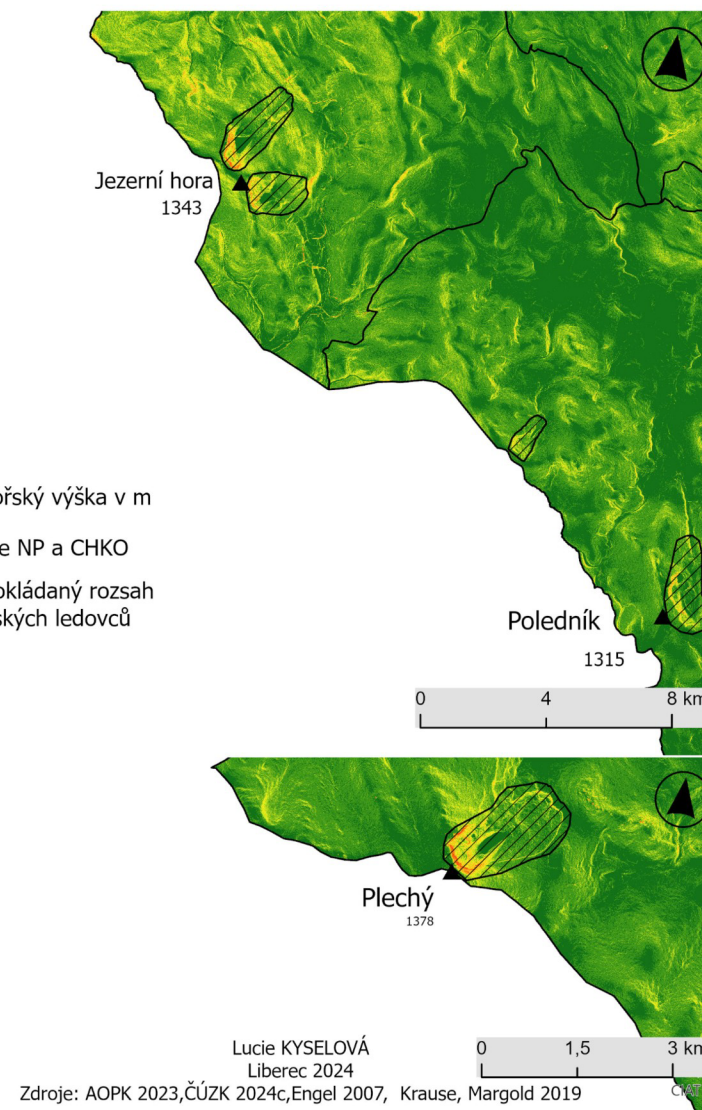 Jezerní hora
1343
ořský výška v m
e NP a CHKO
okládaný rozsah
ských ledovců
Poledník
1315
0 4 8 km
Plechý
1378
Lucie KYSELOVÁ
Liberec 2024
0 1,5 3 km
Zdroje: AOPK 2023,ČÚZK 2024c,Engel 2007, Krause, Margold 2019